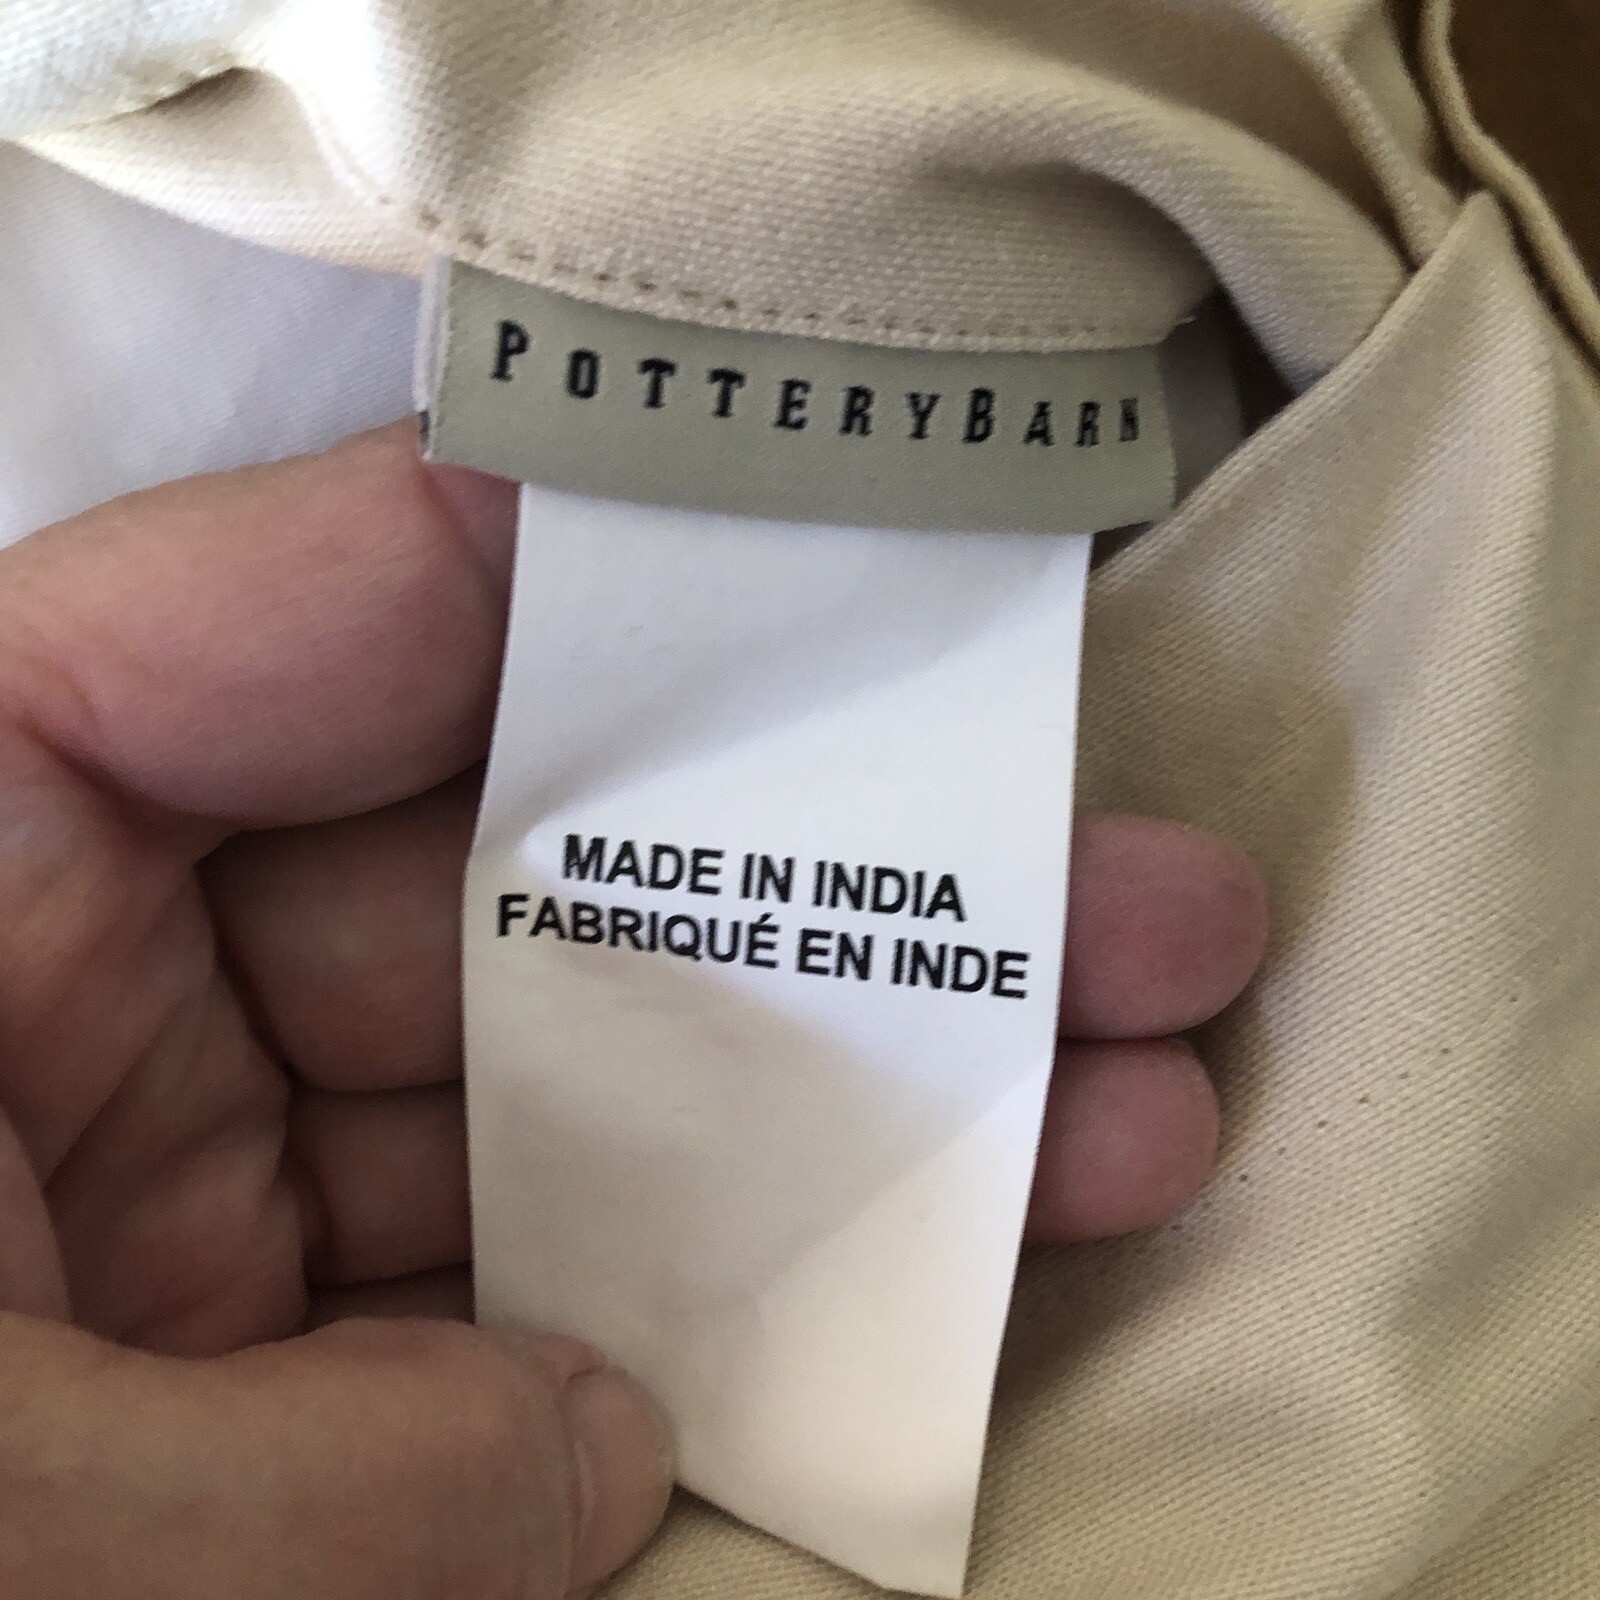 POTTERYBARN
MADE IN INDIA
FABRIQUÉ EN INDE